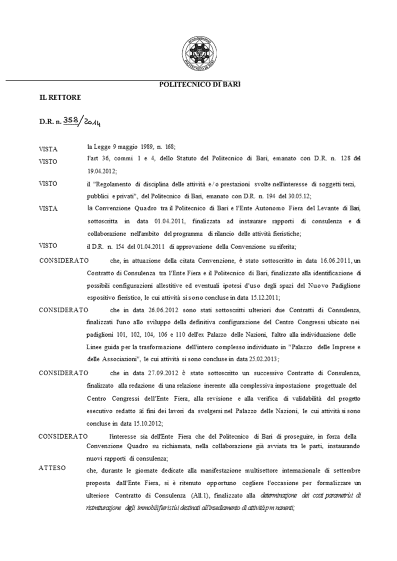 POLITECNICO DI BARI
IL RETTORE
D.R. n. 358/2014
VISTA la Legge 9 maggio 1989, n. 168;
VISTO l'art 36, commi 1 e 4, dello Statuto del Politecnico di Bari, emanato con D.R. n. 128 del
19.04.2012;
VISTO il "Regolamento di disciplina delle attività e/o prestazioni svolte nell'interesse di soggetti terzi,
pubblici e privati", del Politecnico di Bari, emanato con D.R. n. 194 del 30.05.12;
VISTA la Convenzione Quadro tra il Politecnico di Bari e l'Ente Autonomo Fiera del Levante di Bari,
sottoscritta in data 01.04.2011, finalizzata ad instaurare rapporti di consulenza e di
collaborazione nell'ambito del programma di rilancio delle attività fieristiche;
VISTO il D.R. n. 154 del 01.04.2011 di approvazione della Convenzione su riferita;
CONSIDERATO che, in attuazione della citata Convenzione, è stato sottoscritto in data 16.06.2011, un
Contratto di Consulenza tra l'Ente Fiera e il Politecnico di Bari, finalizzato alla identificazione di
possibili configurazioni allestitive ed eventuali ipotesi d'uso degli spazi del Nuovo Padiglione
espositivo fieristico, le cui attività si sono concluse in data 15.12.2011;
CONSIDERATO che in data 26.06.2012 sono stati sottoscritti ulteriori due Contratti di Consulenza,
finalizzati l'uno allo sviluppo della definitiva configurazione del Centro Congressi ubicato nei
padiglioni 101, 102, 104, 106 e 110 dell'ex Palazzo delle Nazioni, l'altro alla individuazione delle
Linee guida per la trasformazione dell'intero complesso individuato in "Palazzo delle Imprese e
delle Associazioni", le cui attività si sono concluse in data 25.02.2013;
CONSIDERATO che in data 27.09.2012 è stato sottoscritto un successivo Contratto di Consulenza,
finalizzato alla redazione di una relazione inerente alla complessiva impostazione progettuale del
Centro Congressi dell'Ente Fiera, alla revisione e alla verifica di validabilità del progetto
esecutivo redatto ai fini dei lavori da svolgersi nel Palazzo delle Nazioni, le cui attività si sono
concluse in data 15.10.2012;
CONSIDERATO l'interesse sia dell'Ente Fiera che del Politecnico di Bari di proseguire, in forza della
Convenzione Quadro su richiamata, nella collaborazione già avviata tra le parti, instaurando
nuovi rapporti di consulenza;
ATTESO che, durante le giornate dedicate alla manifestazione multisettore internazionale di settembre
proposta dall'Ente Fiera, si è ritenuto opportuno cogliere l'occasione per formalizzare un
ulteriore Contratto di Consulenza (All.1), finalizzato alla determinazione dei costi parametrici di
ristrutturazione degli immobili fieristici destinati all'insediamento di attività permanenti;